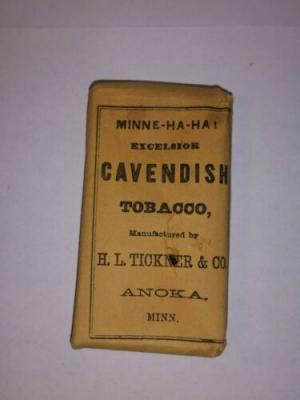 MINNE-HA-HA!
EXCELSIOR
CAVENDISH
TOBACCO,
Manufactured by
H. L. TICKNER & CO
ANOKA,
MINN.